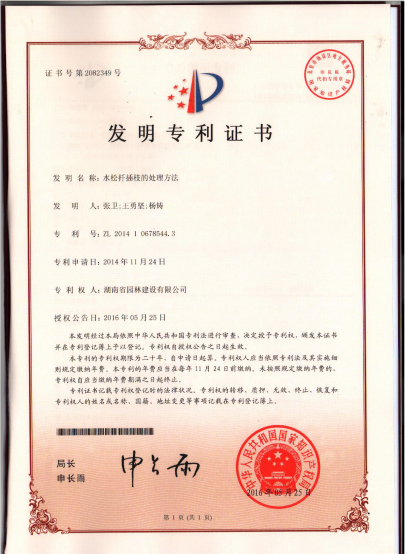 证书号第2082349号
发明专利证书
发明名称：水松扦插枝的处理方法
发明人：张卫;王勇坚;杨铸
专利号：ZL 2014 1 0678544.3
专利申请日：2014年11月24日
专利权人：湖南省园林建设有限公司
授权公告日：2016年05月25日
本发明经过本局依照中华人民共和国专利法进行审查，决定授予专利权，颁发本证书
并在专利登记簿上予以登记。专利权自授权公告之日起生效。
本专利的专利权期限为二十年，自申请日起算。专利权人应当依照专利法及其实施细
则规定缴纳年费。本专利的年费应当在每年11月24日前缴纳。未按照规定缴纳年费的，
专利权自应当缴纳年费期满之日起终止。
专利证书记载专利权登记时的法律状况。专利权的转移、质押、无效、终止、恢复和
专利权人的姓名或名称、国籍、地址变更等事项记载在专利登记簿上。
局长
申长雨
申长雨
中华人民共和国国家知识产权局
2016年05月25日
第1页(共1页)